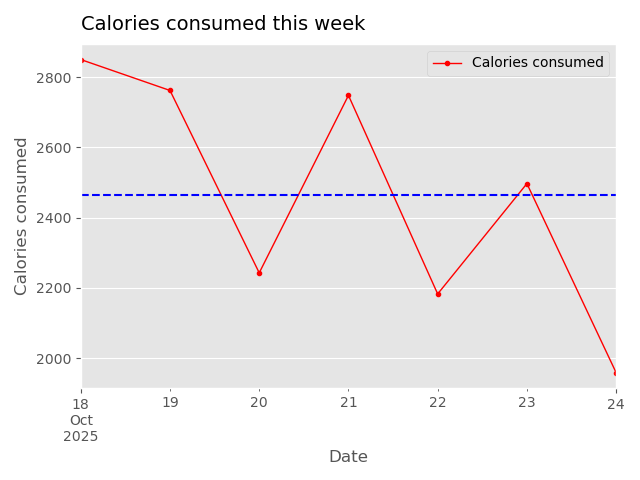 Calories consumed this week
Calories consumed
2800
2600
2400
2200
2000
Calories consumed
18
Oct
2025
19
20
21
22
23
24
Date